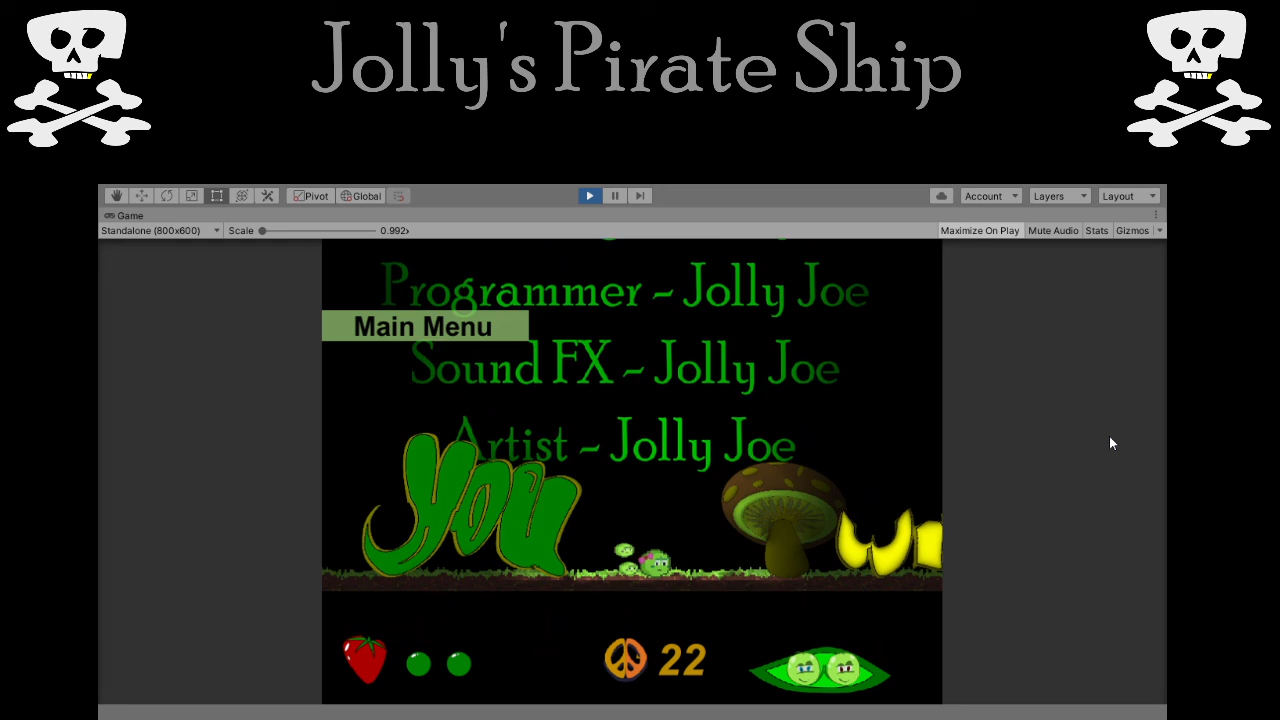 Jolly's Pirate Ship
Pivot Global Account Layers Layout
Game
Standalone (800x600) Scale 0.992x Maximize On Play Mute Audio Stats Gizmos
Programmer - Jolly Joe
Main Menu
Sound FX - Jolly Joe
Artist - Jolly Joe
You
22